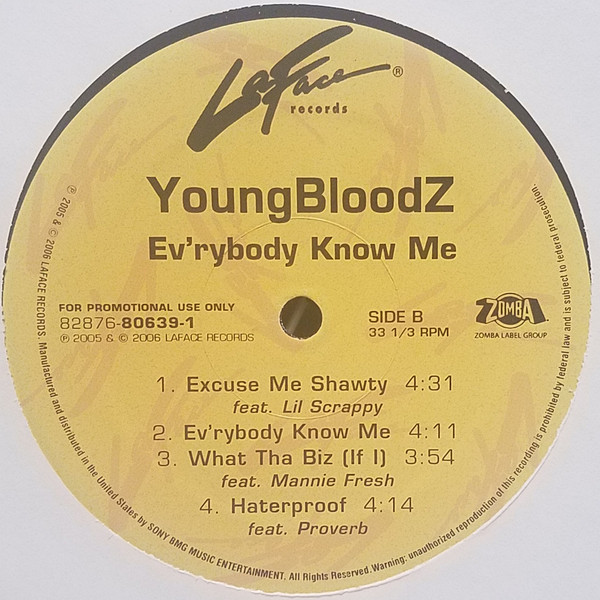 LaFace®
records
YoungBloodZ
Ev'rybody Know Me
FOR PROMOTIONAL USE ONLY
82876-80639-1
℗ 2005 & © 2006 LAFACE RECORDS
SIDE B
33 1/3 RPM
ZOMBA
ZOMBA LABEL GROUP
1. Excuse Me Shawty 4:31
feat. Lil Scrappy
2. Ev'rybody Know Me 4:11
3. What Tha Biz (If I) 3:54
feat. Mannie Fresh
4. Haterproof 4:14
feat. Proverb
℗ 2005 & © 2006 LAFACE RECORDS. Manufactured and distributed in the United States by SONY BMG MUSIC ENTERTAINMENT. All Rights Reserved. Warning: unauthorized reproduction of this recording is prohibited by federal law and is subject to federal prosecution.